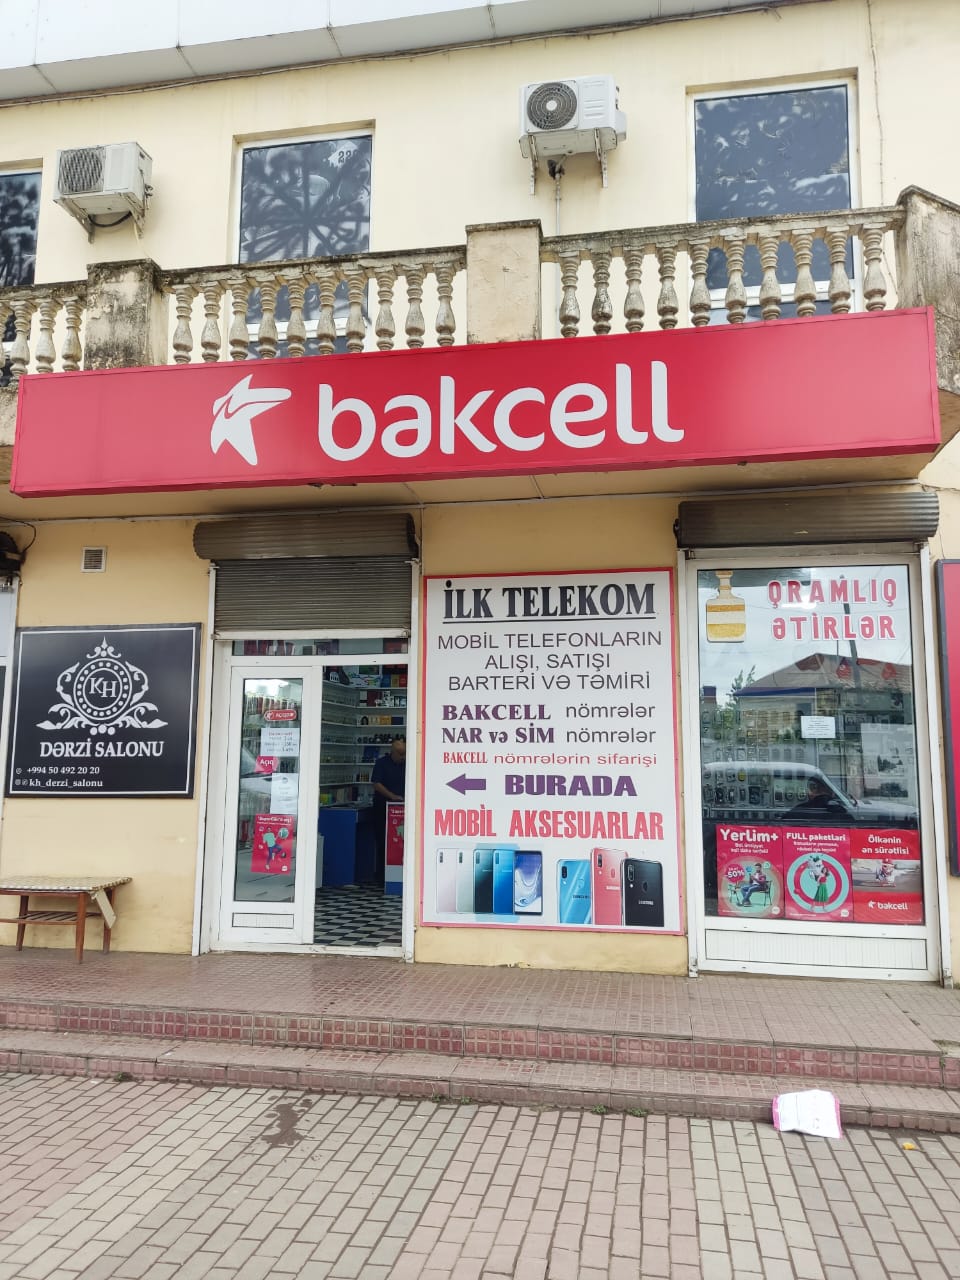 bakcell
KH
DƏRZİ SALONU
+994 50 492 20 20
kh_derzi_salonu
Açıq
İLK TELEKOM
MOBİL TELEFONLARIN
ALIŞI, SATIŞI
BARTERİ VƏ TƏMİRİ
BAKCELL nömrələr
NAR və SİM nömrələr
BAKCELL nömrələrin sifarişi
BURADA
MOBİL AKSESUARLAR
SAMSUNG
QRAMLIQ
ƏTİRLƏR
Yerlim+
50%
FULL paketləri
Ölkənin
ən sürətlisi
bakcell